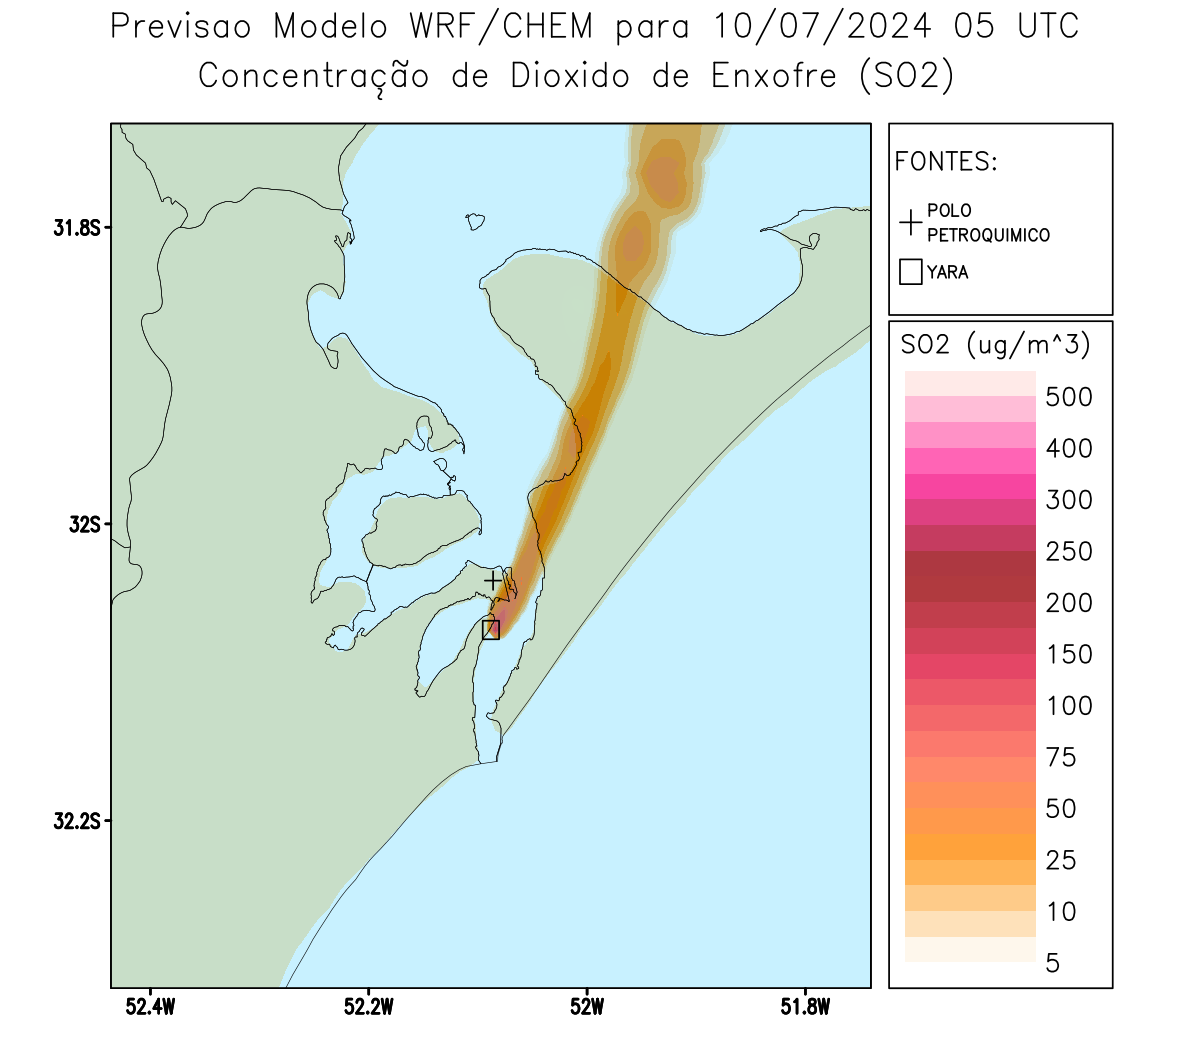 Previsao Modelo WRF/CHEM para 10/07/2024 05 UTC
Concentração de Dioxido de Enxofre (SO2)
FONTES:
POLO
PETROQUIMICO
YARA
SO2 (ug/m^3)
500
400
300
250
200
150
100
75
50
25
10
5
31.8S
32S
32.2S
52.4W
52.2W
52W
51.8W